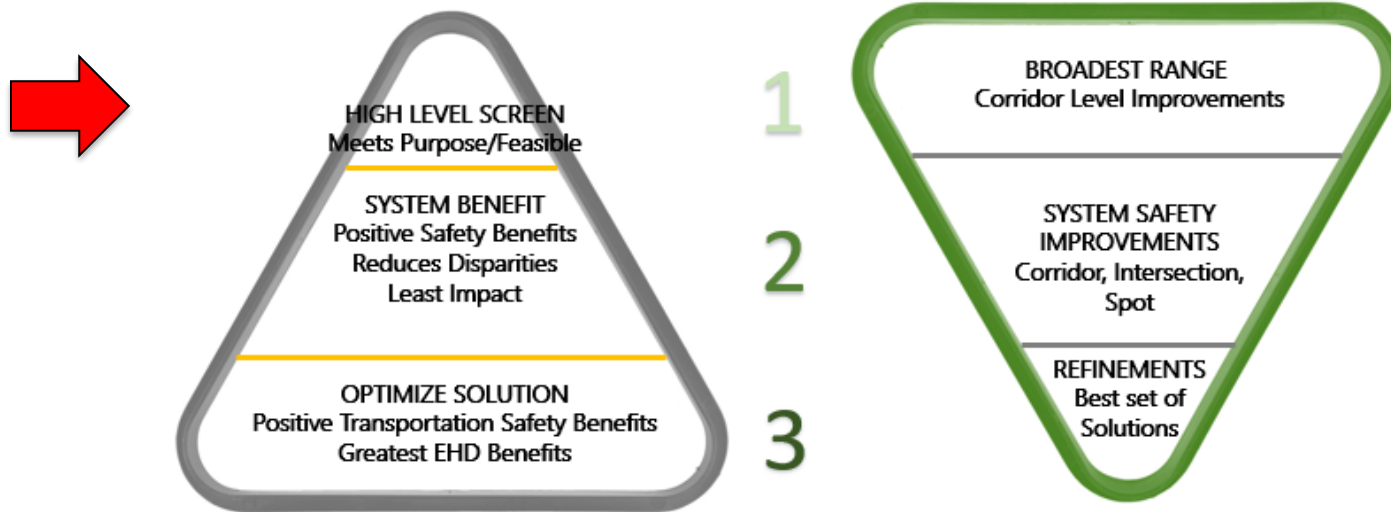 HIGH LEVEL SCREEN
Meets Purpose/Feasible
SYSTEM BENEFIT
Positive Safety Benefits
Reduces Disparities
Least Impact
OPTIMIZE SOLUTION
Positive Transportation Safety Benefits
Greatest EHD Benefits
1
2
3
BROADEST RANGE
Corridor Level Improvements
SYSTEM SAFETY
IMPROVEMENTS
Corridor, Intersection,
Spot
REFINEMENTS
Best set of
Solutions